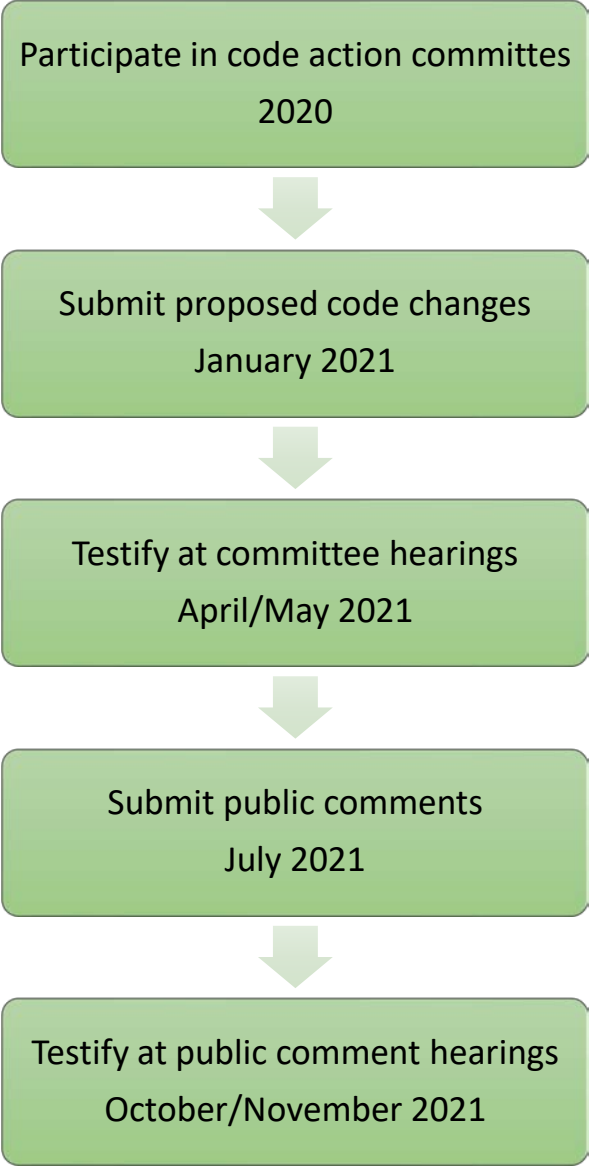 Participate in code action committes
2020
Submit proposed code changes
January 2021
Testify at committee hearings
April/May 2021
Submit public comments
July 2021
Testify at public comment hearings
October/November 2021